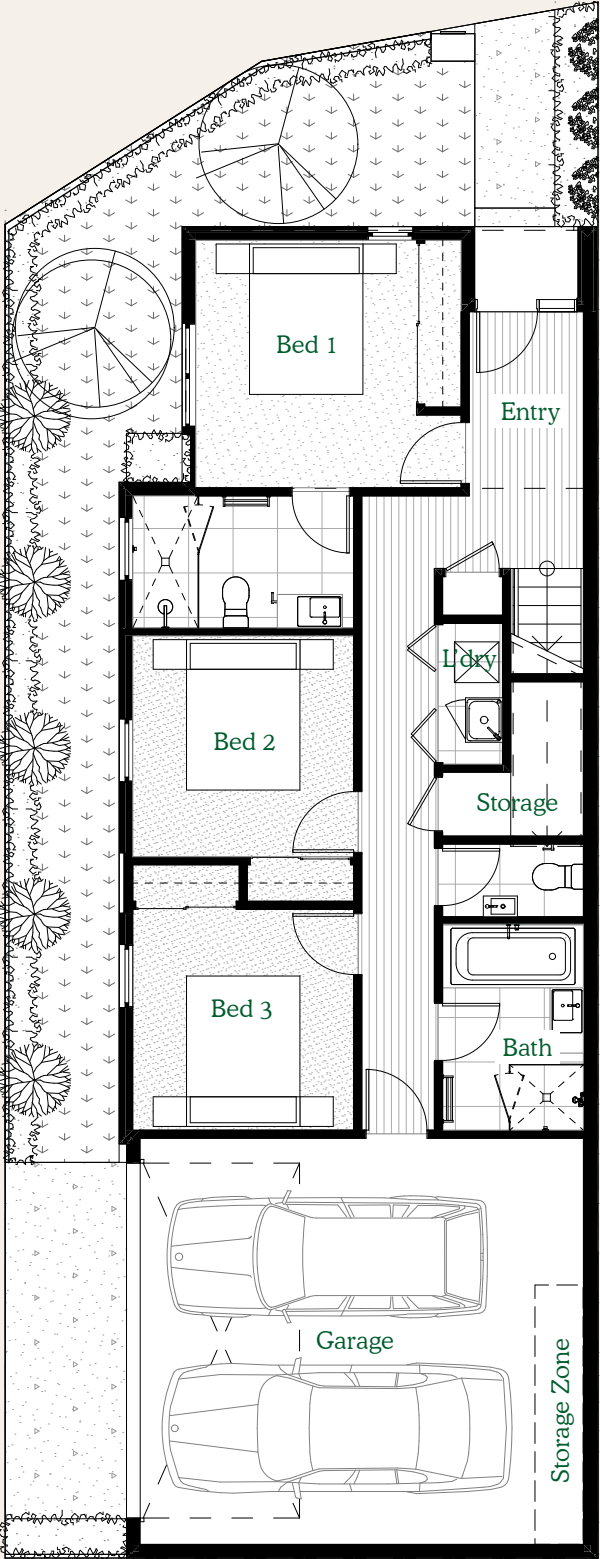 Bed 1
Entry
L'dry
Bed 2
Storage
Bed 3
Bath
Garage
Storage Zone